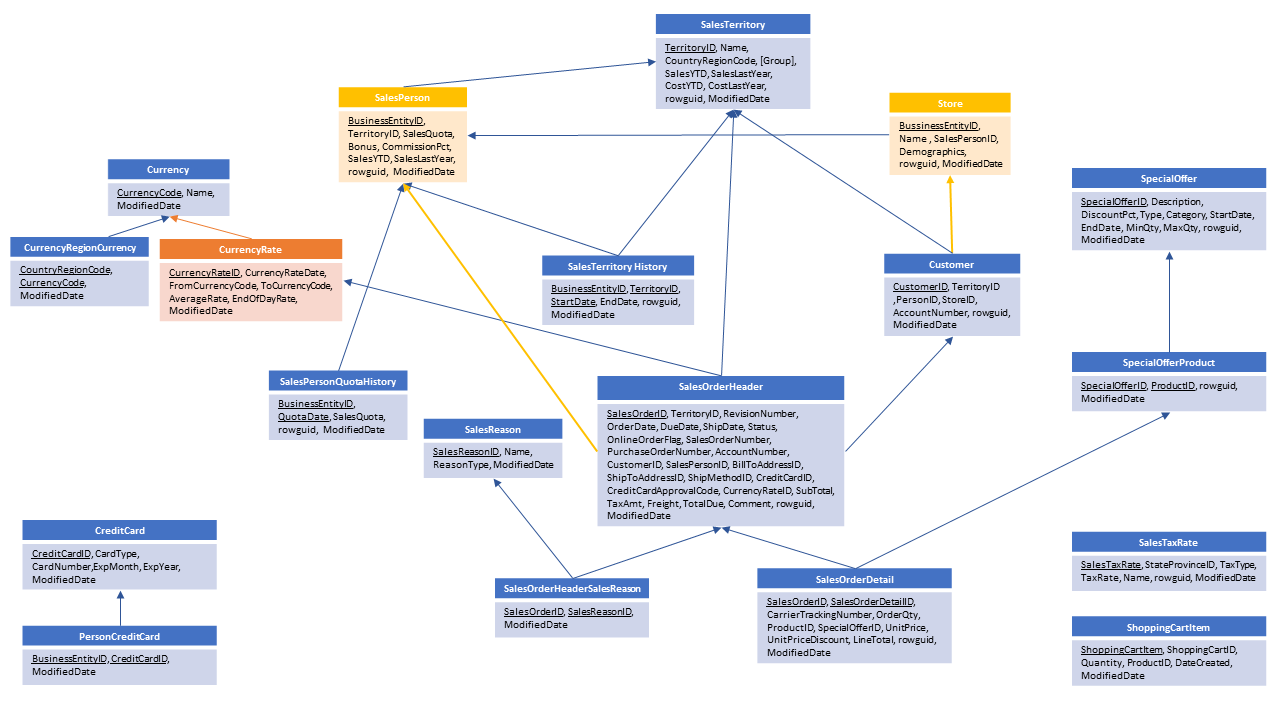 SalesTerritory
TerritoryID, Name,
CountryRegionCode, [Group],
SalesYTD, SalesLastYear,
CostYTD, CostLastYear,
rowguid, ModifiedDate
SalesPerson
BusinessEntityID,
TerritoryID, SalesQuota,
Bonus, CommissionPct,
SalesYTD, SalesLastYear,
rowguid, ModifiedDate
Store
BussinessEntityID,
Name , SalesPersonID,
Demographics,
rowguid, ModifiedDate
Currency
CurrencyCode, Name,
ModifiedDate
SpecialOffer
SpecialOfferID, Description,
DiscountPct, Type, Category, StartDate,
EndDate, MinQty, MaxQty, rowguid,
ModifiedDate
CurrencyRegionCurrency
CountryRegionCode,
CurrencyCode,
ModifiedDate
CurrencyRate
CurrencyRateID, CurrencyRateDate,
FromCurrencyCode, ToCurrencyCode,
AverageRate, EndOfDayRate,
ModifiedDate
SalesTerritory History
BusinessEntityID, TerritoryID,
StartDate, EndDate, rowguid,
ModifiedDate
Customer
CustomerID, TerritoryID
,PersonID, StoreID,
AccountNumber, rowguid,
ModifiedDate
SalesPersonQuotaHistory
BusinessEntityID,
QuotaDate, SalesQuota,
rowguid, ModifiedDate
SalesOrderHeader
SalesOrderID, TerritoryID, RevisionNumber,
OrderDate, DueDate, ShipDate, Status,
OnlineOrderFlag, SalesOrderNumber,
PurchaseOrderNumber, AccountNumber,
CustomerID, SalesPersonID, BillToAddressID,
ShipToAddressID, ShipMethodID, CreditCardID,
CreditCardApprovalCode, CurrencyRateID, SubTotal,
TaxAmt, Freight, TotalDue, Comment, rowguid,
ModifiedDate
SpecialOfferProduct
SpecialOfferID, ProductID, rowguid,
ModifiedDate
SalesReason
SalesReasonID, Name,
ReasonType, ModifiedDate
CreditCard
CreditCardID, CardType,
CardNumber,ExpMonth, ExpYear,
ModifiedDate
SalesTaxRate
SalesTaxRate, StateProvinceID, TaxType,
TaxRate, Name, rowguid, ModifiedDate
SalesOrderHeaderSalesReason
SalesOrderID, SalesReasonID,
ModifiedDate
SalesOrderDetail
SalesOrderID, SalesOrderDetailID,
CarrierTrackingNumber, OrderQty,
ProductID, SpecialOfferID, UnitPrice,
UnitPriceDiscount, LineTotal, rowguid,
ModifiedDate
PersonCreditCard
BusinessEntityID, CreditCardID,
ModifiedDate
ShoppingCartItem
ShoppingCartItem, ShoppingCartID,
Quantity, ProductID, DateCreated,
ModifiedDate